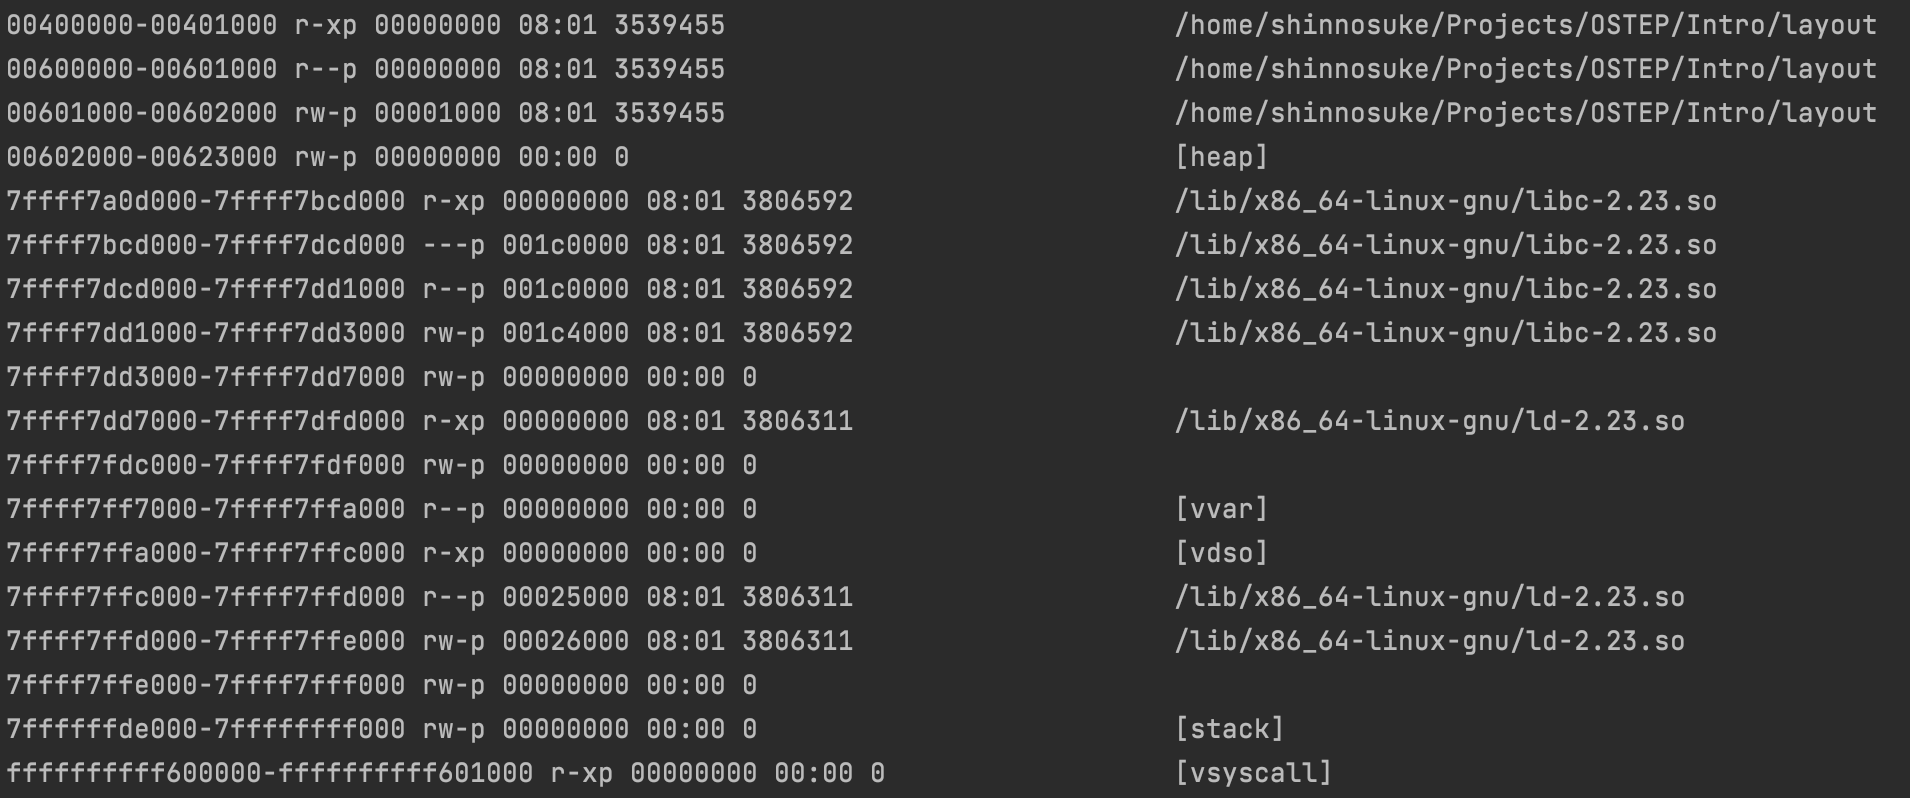 00400000-00401000 r-xp 00000000 08:01 3539455 /home/shinnosuke/Projects/OSTEP/Intro/layout
00600000-00601000 r--p 00000000 08:01 3539455 /home/shinnosuke/Projects/OSTEP/Intro/layout
00601000-00602000 rw-p 00001000 08:01 3539455 /home/shinnosuke/Projects/OSTEP/Intro/layout
00602000-00623000 rw-p 00000000 00:00 0 [heap]
7ffff7a0d000-7ffff7bcd000 r-xp 00000000 08:01 3806592 /lib/x86_64-linux-gnu/libc-2.23.so
7ffff7bcd000-7ffff7dcd000 ---p 001c0000 08:01 3806592 /lib/x86_64-linux-gnu/libc-2.23.so
7ffff7dcd000-7ffff7dd1000 r--p 001c0000 08:01 3806592 /lib/x86_64-linux-gnu/libc-2.23.so
7ffff7dd1000-7ffff7dd3000 rw-p 001c4000 08:01 3806592 /lib/x86_64-linux-gnu/libc-2.23.so
7ffff7dd3000-7ffff7dd7000 rw-p 00000000 00:00 0
7ffff7dd7000-7ffff7dfd000 r-xp 00000000 08:01 3806311 /lib/x86_64-linux-gnu/ld-2.23.so
7ffff7fdc000-7ffff7fdf000 rw-p 00000000 00:00 0
7ffff7ff7000-7ffff7ffa000 r--p 00000000 00:00 0 [vvar]
7ffff7ffa000-7ffff7ffc000 r-xp 00000000 00:00 0 [vdso]
7ffff7ffc000-7ffff7ffd000 r--p 00025000 08:01 3806311 /lib/x86_64-linux-gnu/ld-2.23.so
7ffff7ffd000-7ffff7ffe000 rw-p 00026000 08:01 3806311 /lib/x86_64-linux-gnu/ld-2.23.so
7ffff7ffe000-7ffff7fff000 rw-p 00000000 00:00 0
7ffffffde000-7ffffffff000 rw-p 00000000 00:00 0 [stack]
ffffffffff600000-ffffffffff601000 r-xp 00000000 00:00 0 [vsyscall]